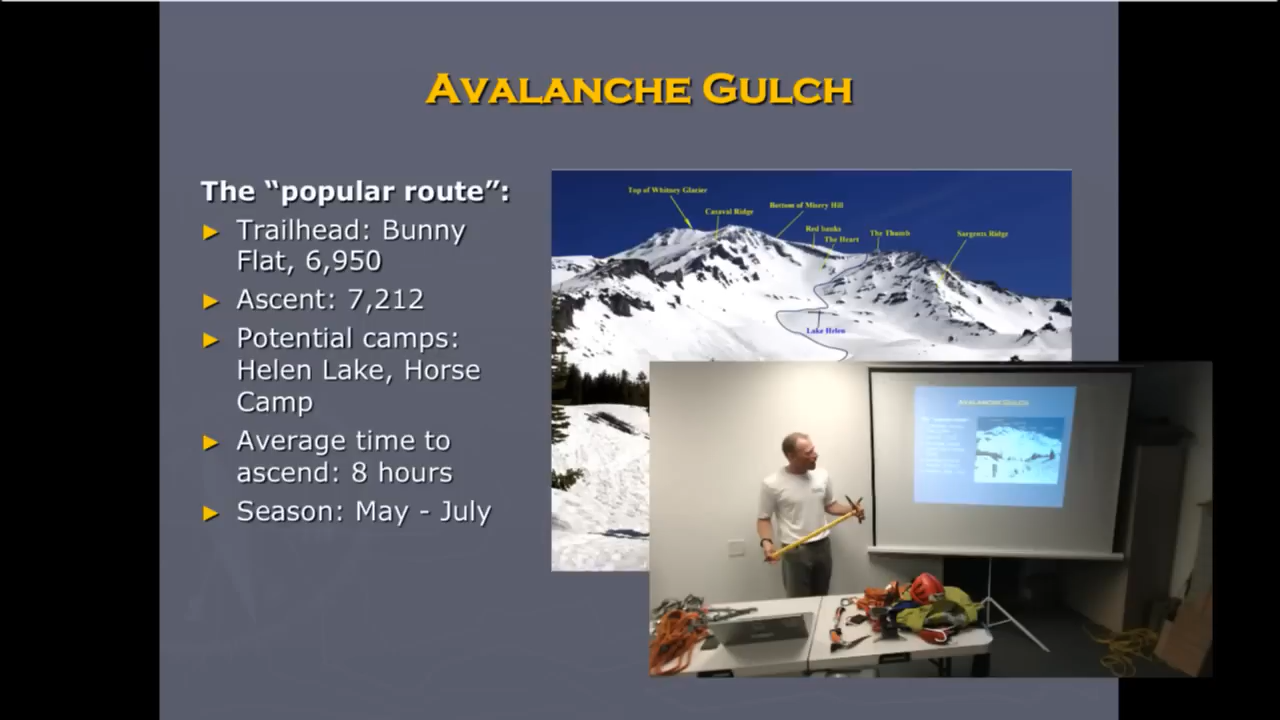 AVALANCHE GULCH
The “popular route”:
► Trailhead: Bunny
Flat, 6,950
► Ascent: 7,212
► Potential camps:
Helen Lake, Horse
Camp
► Average time to
ascend: 8 hours
► Season: May - July
Top of Whitney Glacier
Casaval Ridge
Bottom of Misery Hill
Red banks
The Heart
The Thumb
Sargents Ridge
Lake Helen
AVALANCHE GULCH